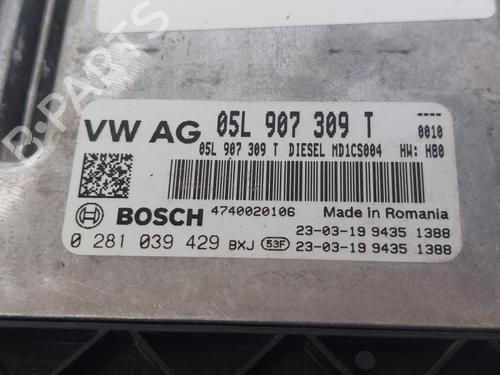 B-PARTS
VW AG 05L 907 309 T ----
0010
05L 907 309 T DIESEL MD1CS004 HW: H80
BOSCH 4740020106 Made in Romania
23-03-19 9435 1388
0 281 039 429 BXJ 53F 23-03-19 9435 1388